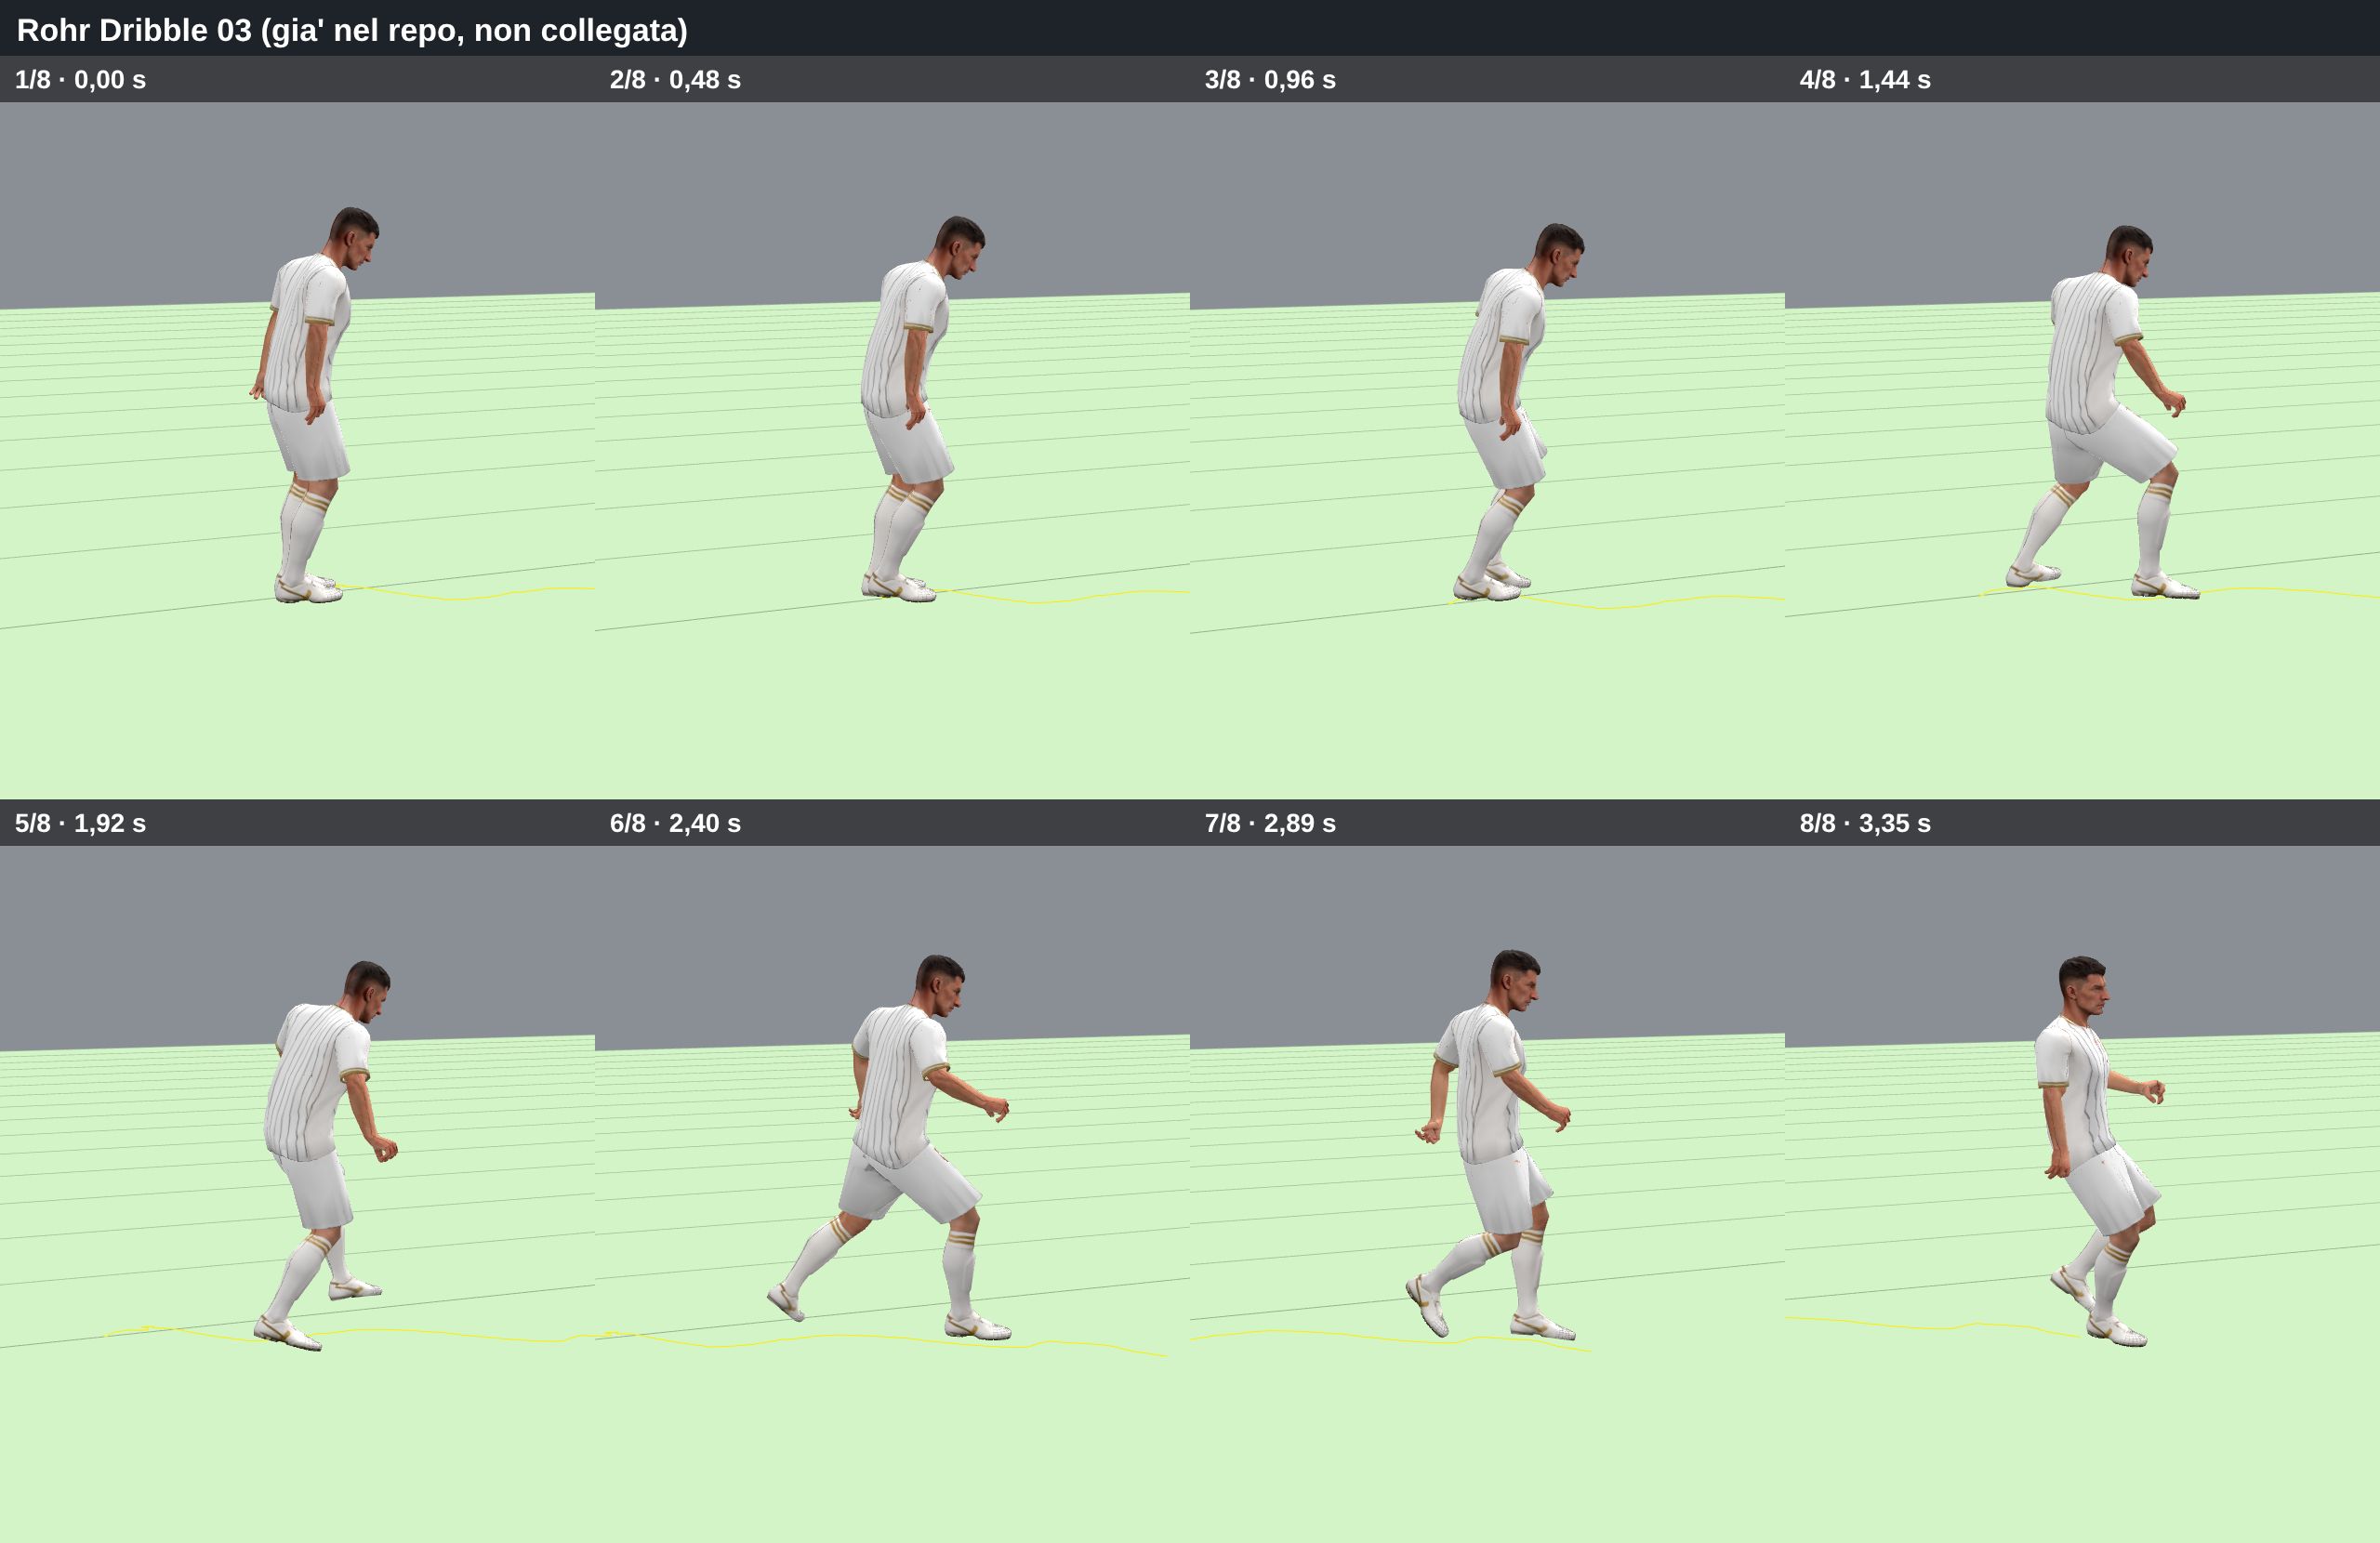 Rohr Dribble 03 (gia' nel repo, non collegata)
1/8 · 0,00 s
2/8 · 0,48 s
3/8 · 0,96 s
4/8 · 1,44 s
5/8 · 1,92 s
6/8 · 2,40 s
7/8 · 2,89 s
8/8 · 3,35 s